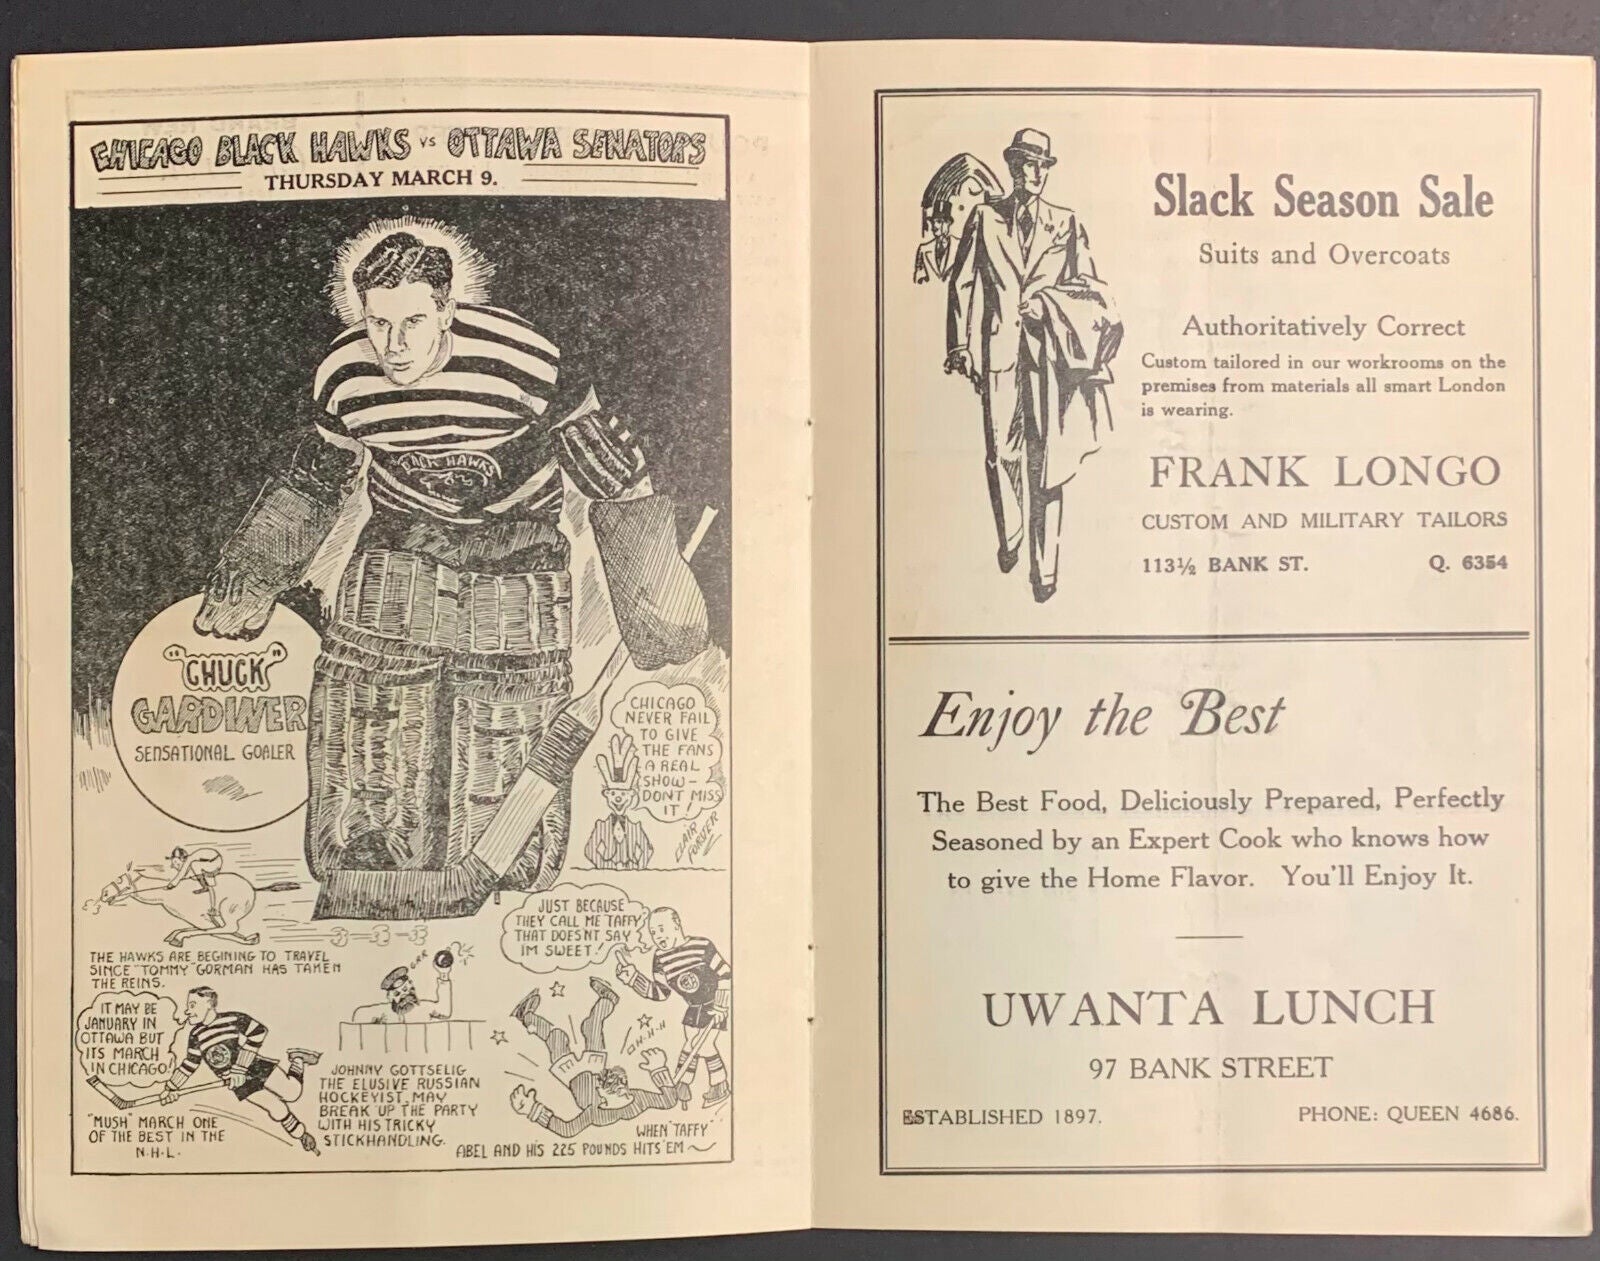 CHICAGO BLACK HAWKS VS OTTAWA SENATORS
THURSDAY MARCH 9.
BLACK HAWKS
"CHUCK"
GARDINER
SENSATIONAL GOALER
CHICAGO
NEVER FAIL
TO GIVE
THE FANS
A REAL
SHOW-
DONT MISS
IT!
CLAIR
FORSTER
THE HAWKS ARE BEGINING TO TRAVEL
SINCE "TOMMY" GORMAN HAS TAKEN
THE REINS.
IT MAY BE
JANUARY IN
OTTAWA BUT
ITS MARCH
IN CHICAGO!
"MUSH" MARCH ONE
OF THE BEST IN THE
N.H.L.
GRR
JOHNNY GOTTSELIG
THE ELUSIVE RUSSIAN
HOCKEYIST, MAY
BREAK UP THE PARTY
WITH HIS TRICKY
STICKHANDLING.
JUST BECAUSE
THEY CALL ME TAFFY
THAT DOESNT SAY
IM SWEET!
O-H-H-H
WHEN "TAFFY"
ABEL AND HIS 225 POUNDS HITS 'EM
Slack Season Sale
Suits and Overcoats
Authoritatively Correct
Custom tailored in our workrooms on the
premises from materials all smart London
is wearing.
FRANK LONGO
CUSTOM AND MILITARY TAILORS
113½ BANK ST. Q. 6354
Enjoy the Best
The Best Food, Deliciously Prepared, Perfectly
Seasoned by an Expert Cook who knows how
to give the Home Flavor. You'll Enjoy It.
UWANTA LUNCH
97 BANK STREET
ESTABLISHED 1897. PHONE: QUEEN 4686.